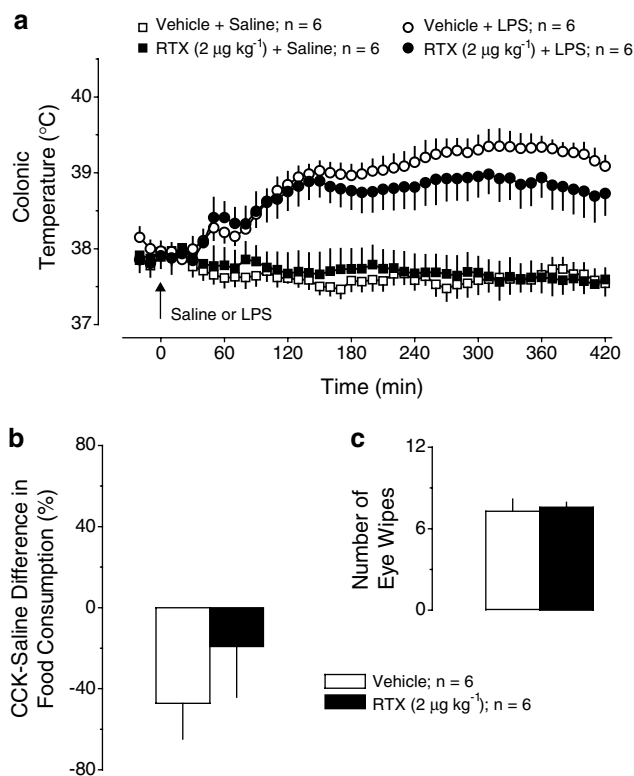 a
Vehicle + Saline; n = 6
Vehicle + LPS; n = 6
RTX (2 µg kg⁻¹) + Saline; n = 6
RTX (2 µg kg⁻¹) + LPS; n = 6
Colonic
Temperature (°C)
40
39
38
37
Saline or LPS
0 60 120 180 240 300 360 420
Time (min)
b
CCK-Saline Difference in
Food Consumption (%)
80
40
0
-40
-80
c
Number of
Eye Wipes
12
6
0
Vehicle; n = 6
RTX (2 µg kg⁻¹); n = 6